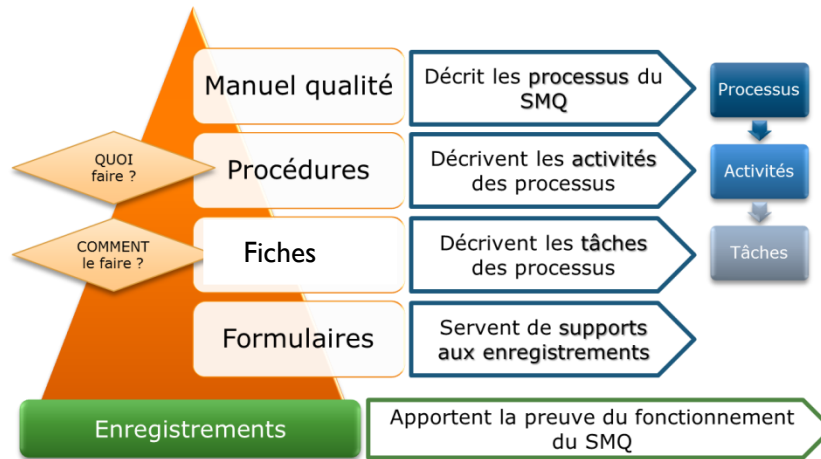 Manuel qualité
Décrit les processus du
SMQ
Processus
QUOI
faire ?
Procédures
Décrivent les activités
des processus
Activités
COMMENT
le faire ?
Fiches
Décrivent les tâches
des processus
Tâches
Formulaires
Servent de supports
aux enregistrements
Enregistrements
Apportent la preuve du fonctionnement
du SMQ